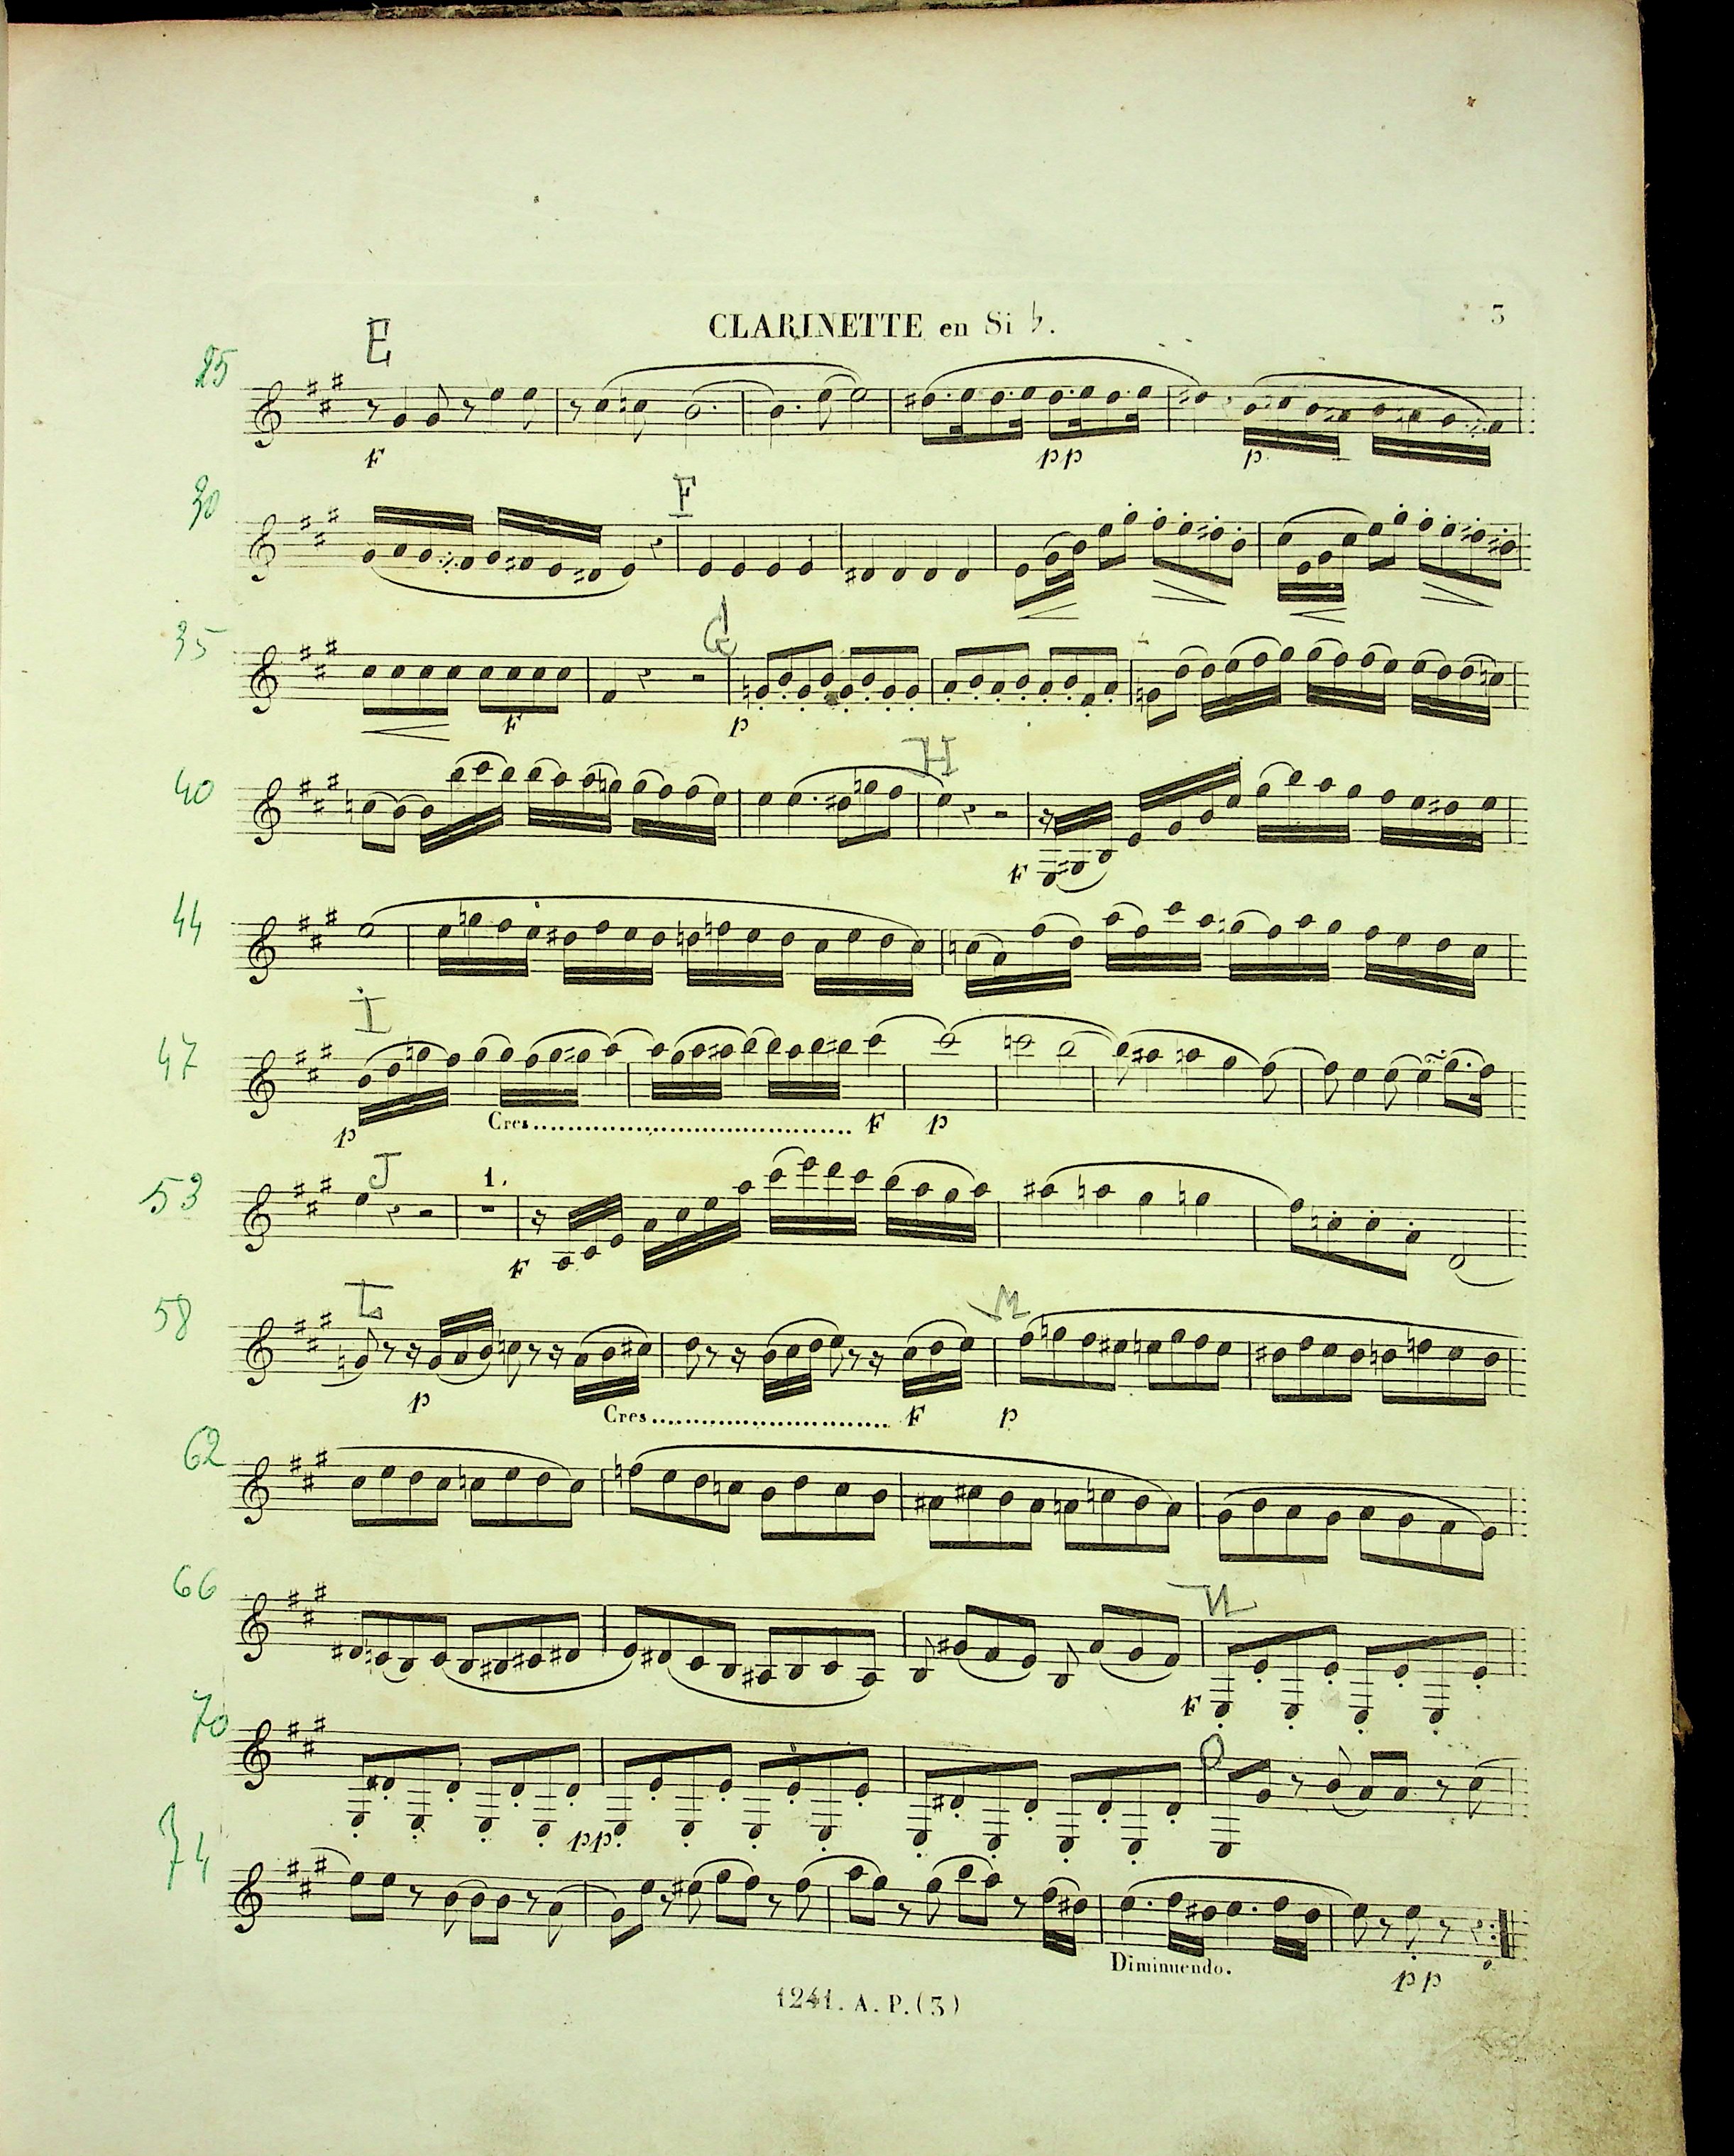 CLARINETTE en Si ♭.
3
E
25
F
pp
p
30
F
35
G
F
p
40
H
F
44
I
47
p
Cres.
F
p
53
J
1.
F
58
L
M
p
Cres.
F
p
62
66
N
F
70
O
pp
74
Diminuendo.
pp
1241. A. P. (3)